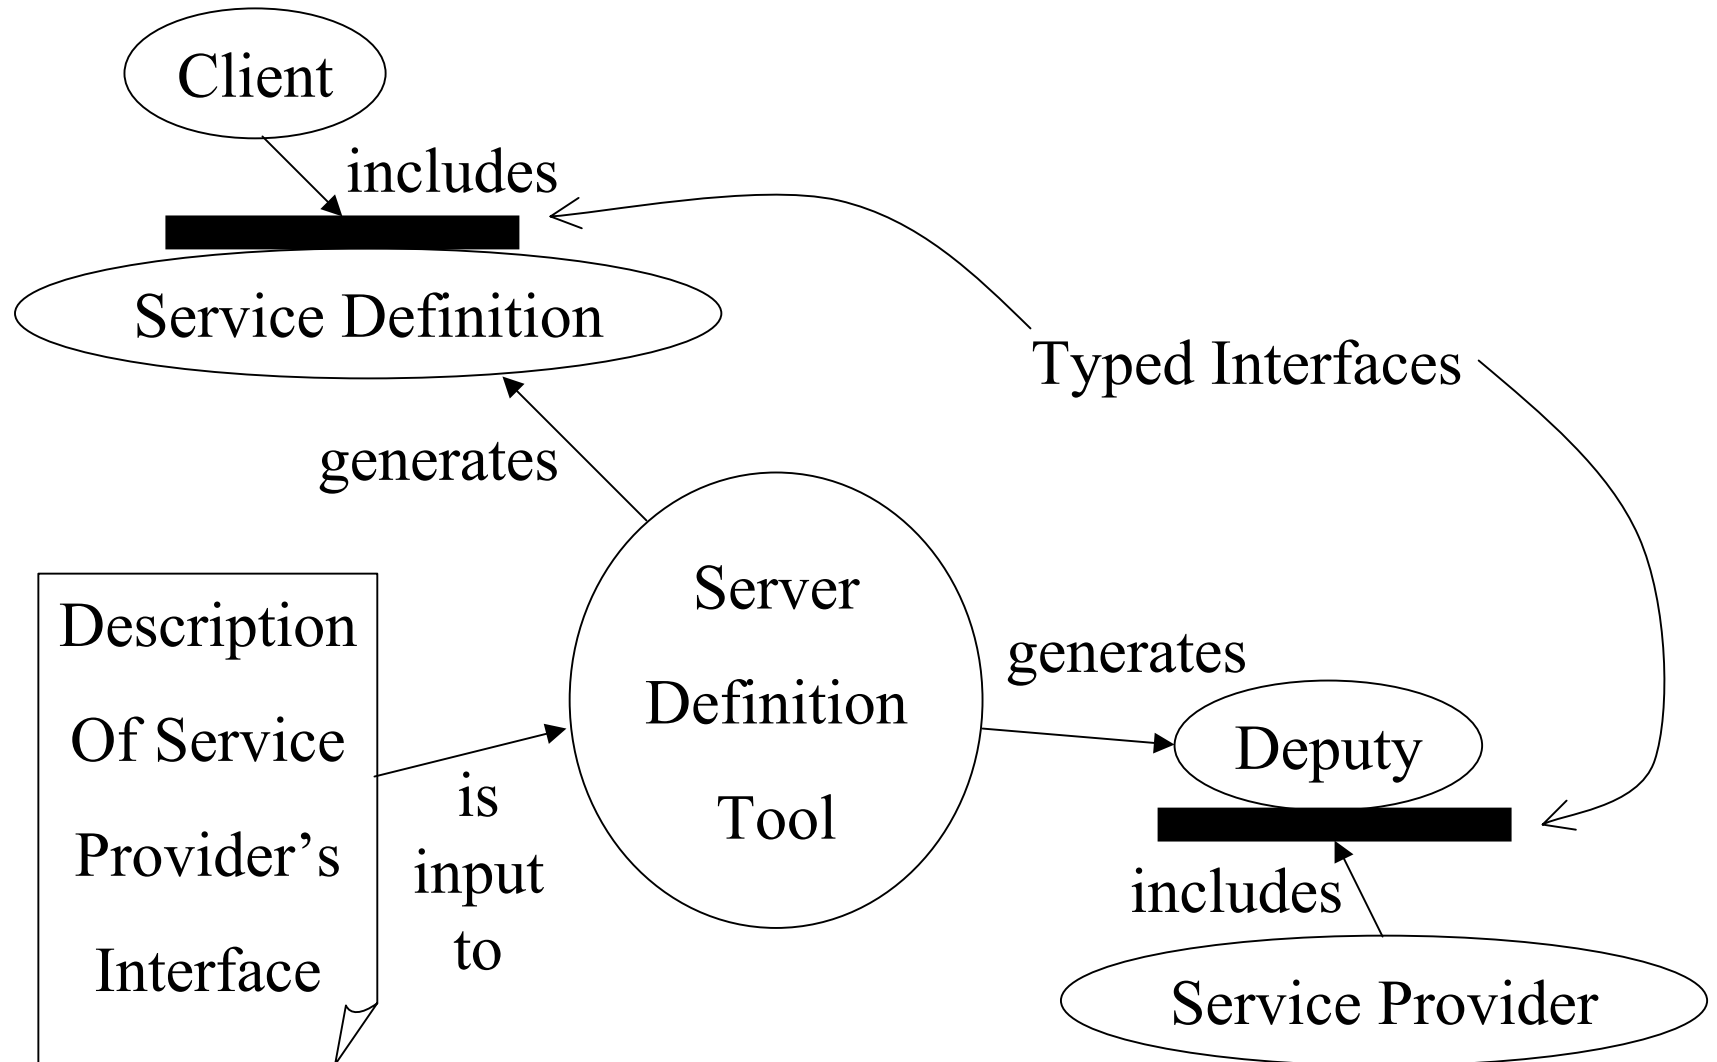 Client
includes
Service Definition
Typed Interfaces
generates
Server
Definition
Tool
Description
Of Service
Provider’s
Interface
is
input
to
generates
Deputy
includes
Service Provider